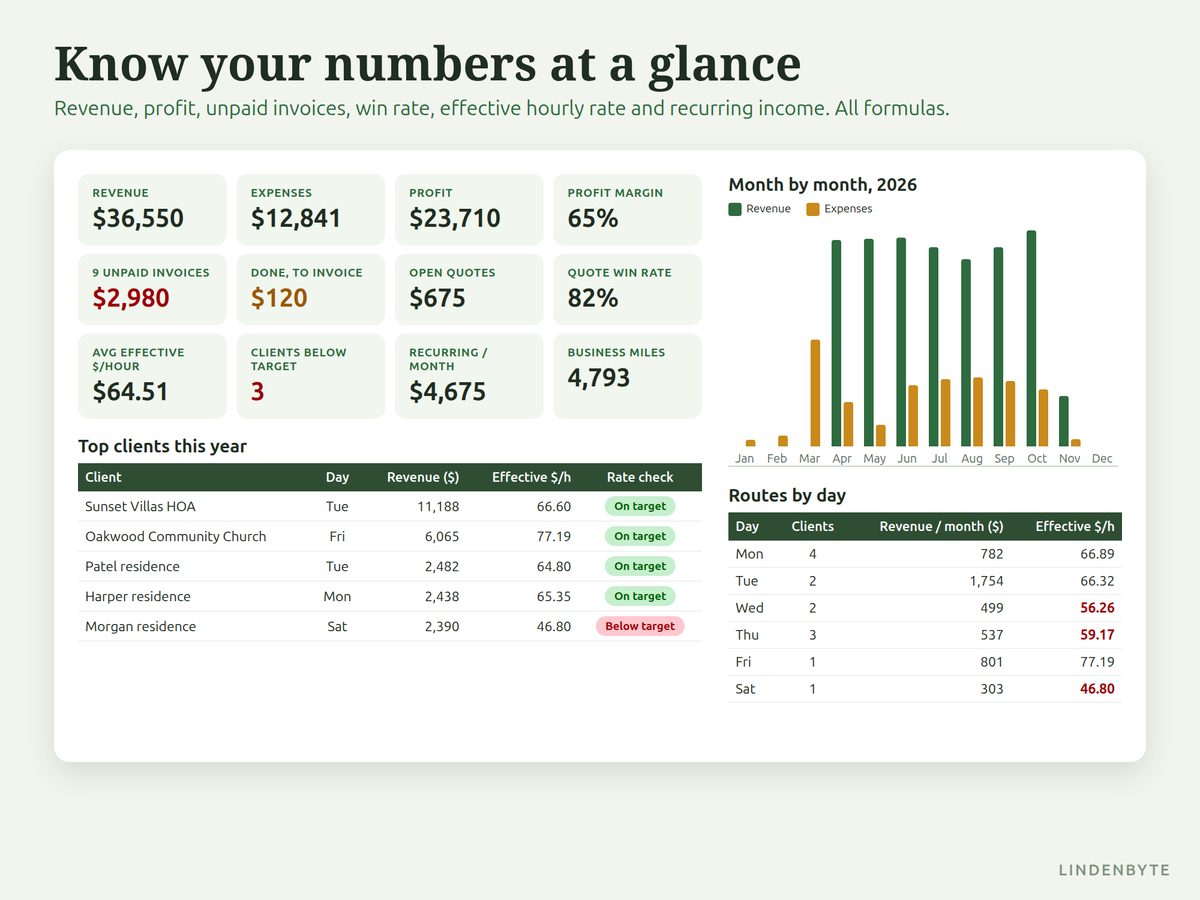 Know your numbers at a glance
Revenue, profit, unpaid invoices, win rate, effective hourly rate and recurring income. All formulas.
REVENUE
$36,550
EXPENSES
$12,841
PROFIT
$23,710
PROFIT MARGIN
65%
9 UNPAID INVOICES
$2,980
DONE, TO INVOICE
$120
OPEN QUOTES
$675
QUOTE WIN RATE
82%
AVG EFFECTIVE
$/HOUR
$64.51
CLIENTS BELOW
TARGET
3
RECURRING /
MONTH
$4,675
BUSINESS MILES
4,793
Top clients this year
Client Day Revenue ($) Effective $/h Rate check
Sunset Villas HOA Tue 11,188 66.60 On target
Oakwood Community Church Fri 6,065 77.19 On target
Patel residence Tue 2,482 64.80 On target
Harper residence Mon 2,438 65.35 On target
Morgan residence Sat 2,390 46.80 Below target
Month by month, 2026
Revenue Expenses
Jan Feb Mar Apr May Jun Jul Aug Sep Oct Nov Dec
Routes by day
Day Clients Revenue / month ($) Effective $/h
Mon 4 782 66.89
Tue 2 1,754 66.32
Wed 2 499 56.26
Thu 3 537 59.17
Fri 1 801 77.19
Sat 1 303 46.80
LINDENBYTE